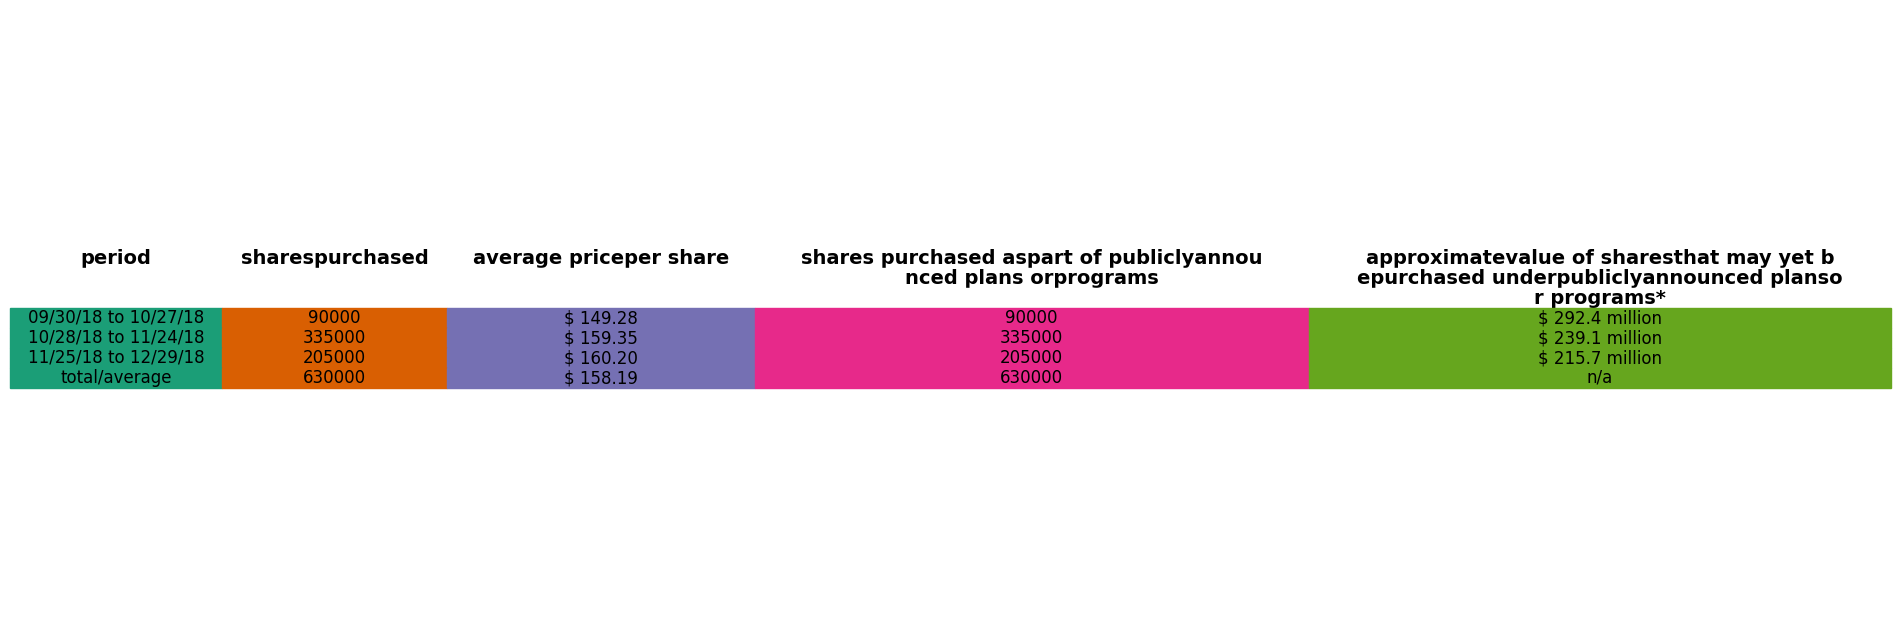 period sharespurchased average priceper share shares purchased aspart of publiclyannou approximatevalue of sharesthat may yet b
nced plans orprograms epurchased underpubliclyannounced planso
r programs*
09/30/18 to 10/27/18 90000 $ 149.28 90000 $ 292.4 million
10/28/18 to 11/24/18 335000 $ 159.35 335000 $ 239.1 million
11/25/18 to 12/29/18 205000 $ 160.20 205000 $ 215.7 million
total/average 630000 $ 158.19 630000 n/a